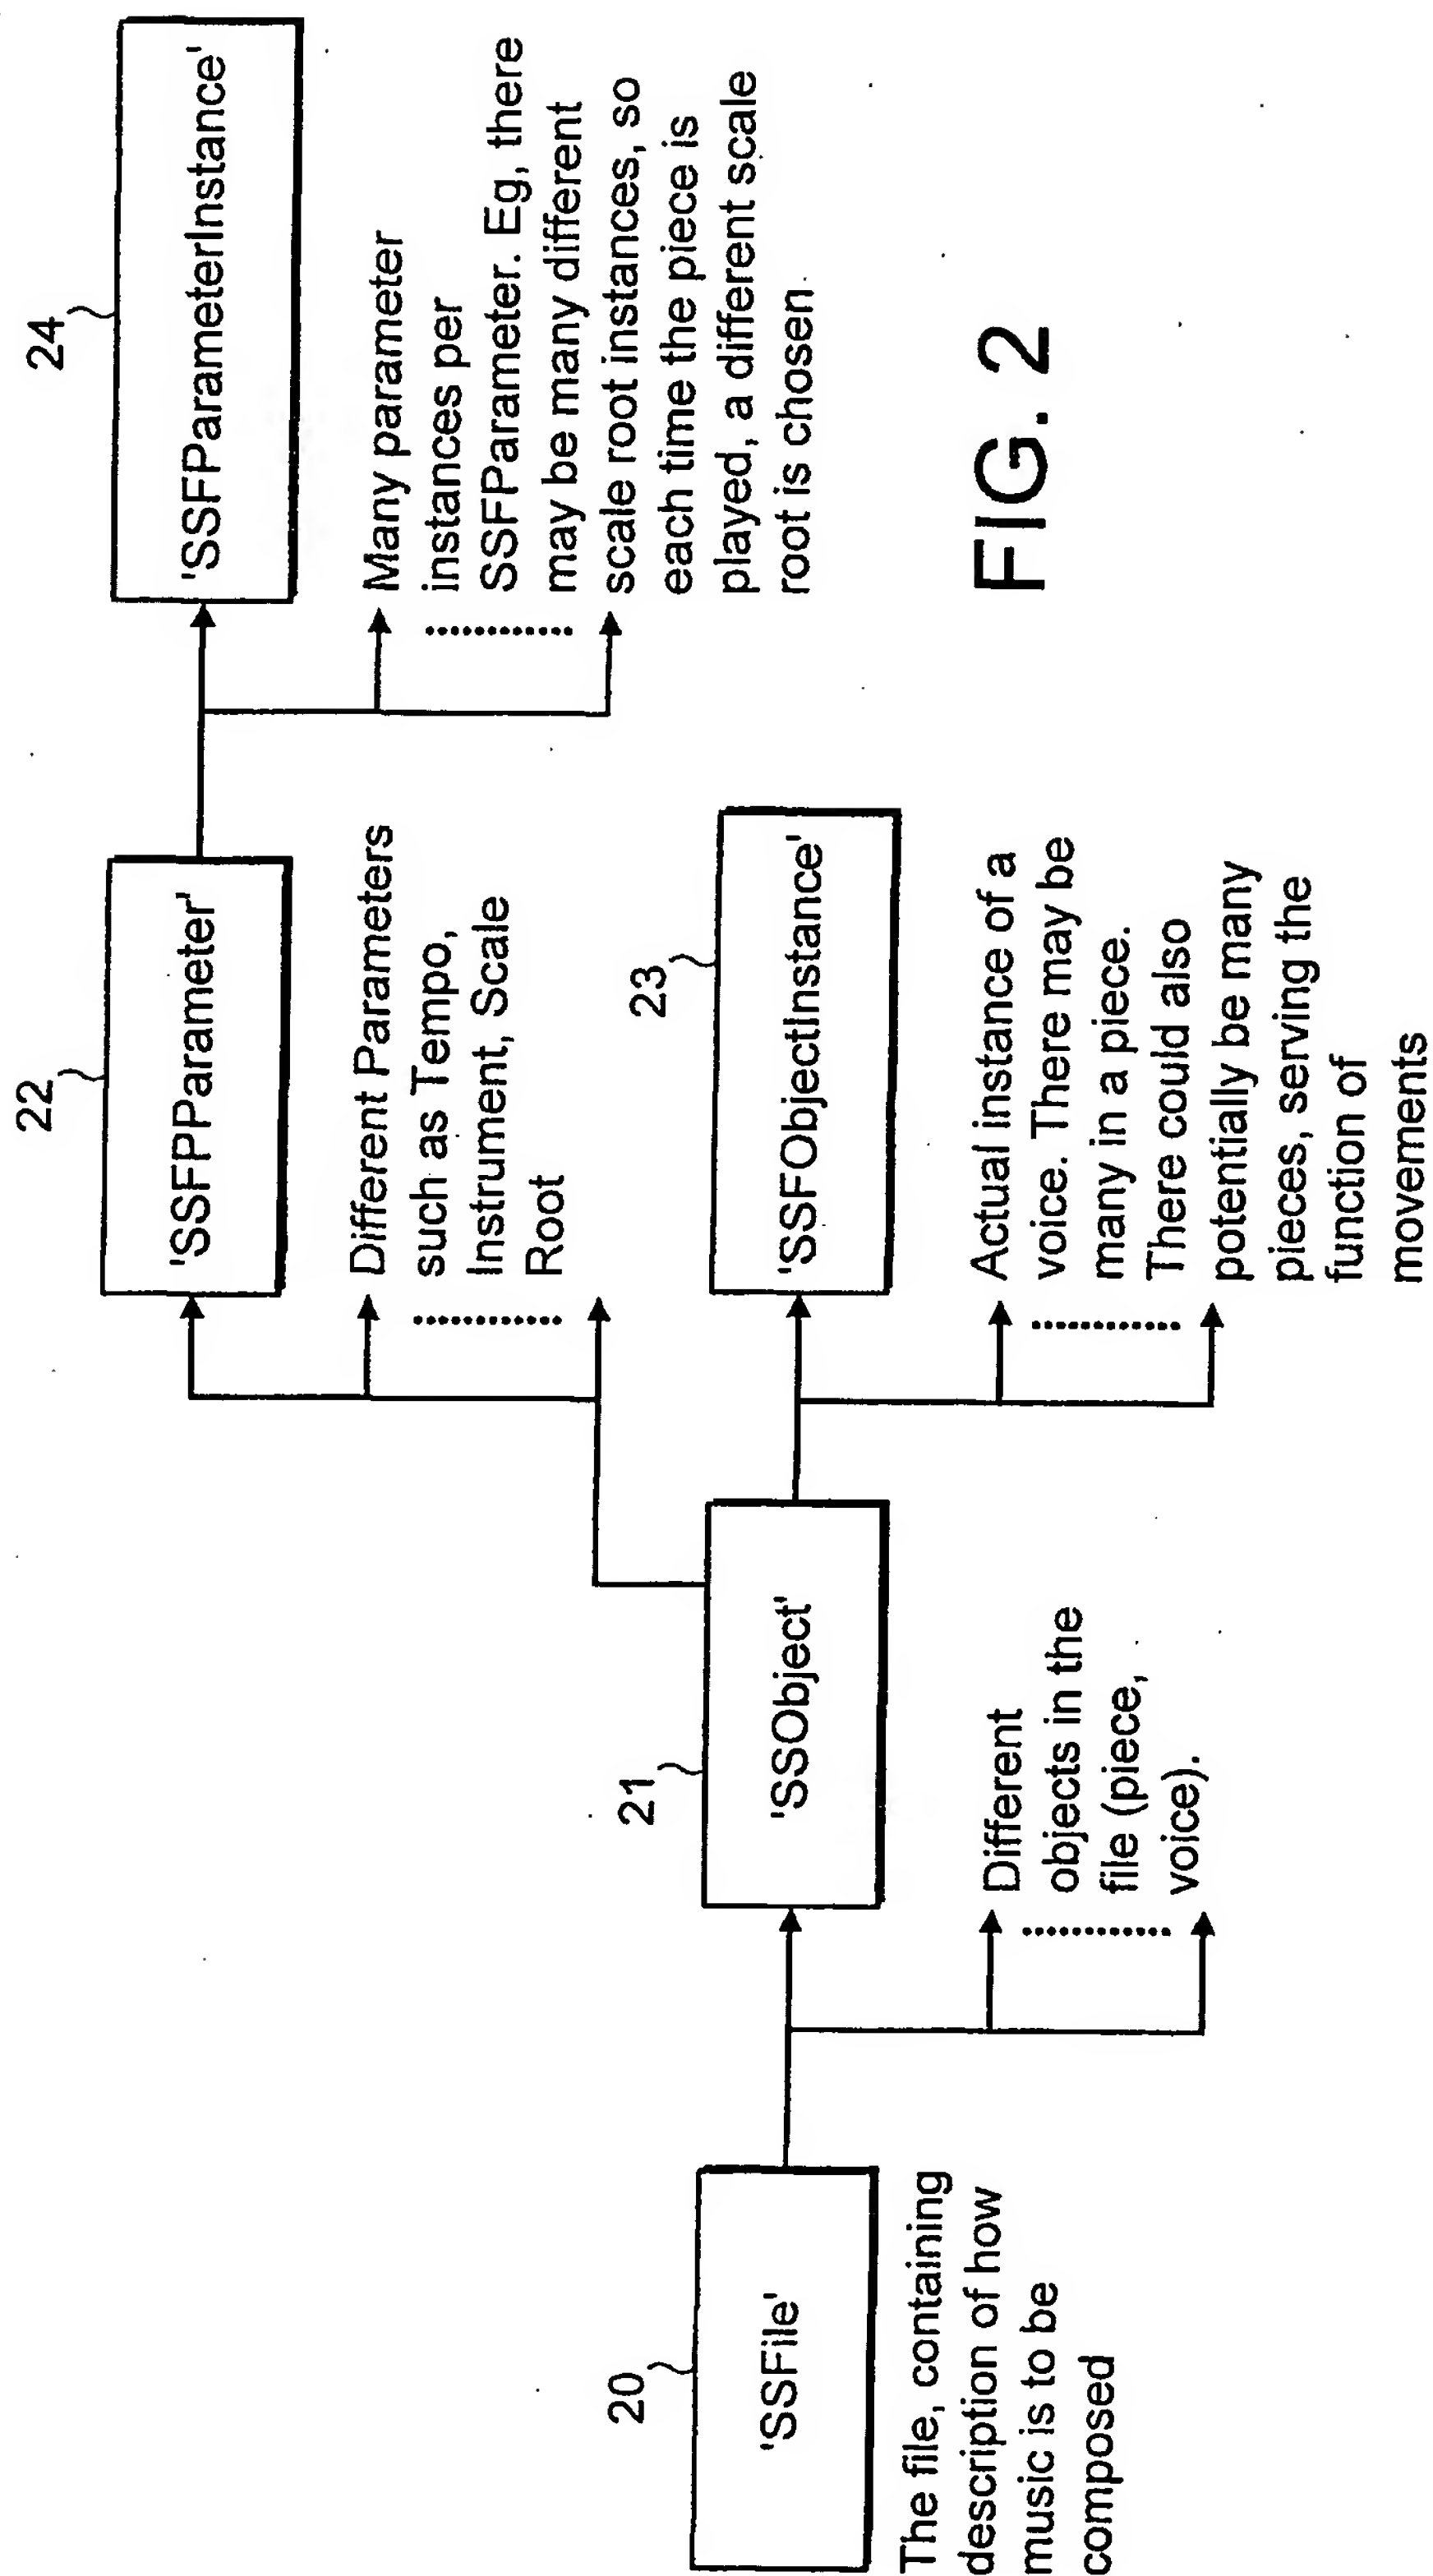 20
'SSFile'
The file, containing
description of how
music is to be
composed
21
'SSObject'
Different
objects in the
file (piece,
voice).
22
'SSFPParameter'
Different Parameters
such as Tempo,
Instrument, Scale
Root
23
'SSFObjectInstance'
Actual instance of a
voice. There may be
many in a piece.
There could also
potentially be many
pieces, serving the
function of
movements
24
'SSFParameterInstance'
Many parameter
instances per
SSFParameter. Eg, there
may be many different
scale root instances, so
each time the piece is
played, a different scale
root is chosen
FIG. 2